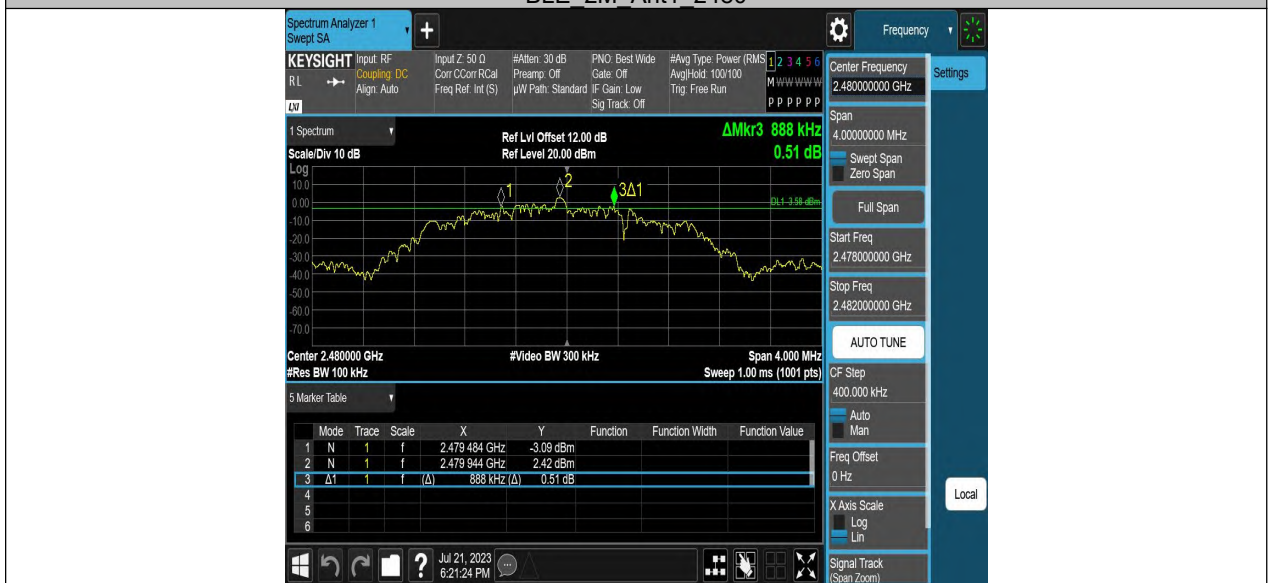 BLE_2M_Ant1_2480
Spectrum Analyzer 1
Swept SA
+
Frequency
KEYSIGHT
RL
LXI
Input: RF
Coupling: DC
Align: Auto
Input Z: 50 Ω
Corr CCorr RCal
Freq Ref: Int (S)
#Atten: 30 dB
Preamp: Off
µW Path: Standard
PNO: Best Wide
Gate: Off
IF Gain: Low
Sig Track: Off
#Avg Type: Power (RMS
Avg|Hold: 100/100
Trig: Free Run
1 2 3 4 5 6
M W W W W W
P P P P P P
Center Frequency
2.480000000 GHz
Settings
Span
4.00000000 MHz
Swept Span
Zero Span
Full Span
Start Freq
2.478000000 GHz
Stop Freq
2.482000000 GHz
AUTO TUNE
CF Step
400.000 kHz
Auto
Man
Freq Offset
0 Hz
X Axis Scale
Log
Lin
Signal Track
(Span Zoom)
Local
1 Spectrum
Scale/Div 10 dB
Ref Lvl Offset 12.00 dB
Ref Level 20.00 dBm
ΔMkr3 888 kHz
0.51 dB
Log
10.0
0.00
-10.0
-20.0
-30.0
-40.0
-50.0
-60.0
-70.0
1
2
3Δ1
DL1 -3.58 dBm
Center 2.480000 GHz
#Video BW 300 kHz
Span 4.000 MHz
#Res BW 100 kHz
Sweep 1.00 ms (1001 pts)
5 Marker Table
Mode Trace Scale X Y Function Function Width Function Value
1 N 1 f 2.479 484 GHz -3.09 dBm
2 N 1 f 2.479 944 GHz 2.42 dBm
3 Δ1 1 f (Δ) 888 kHz (Δ) 0.51 dB
4
5
6
?
Jul 21, 2023
6:21:24 PM